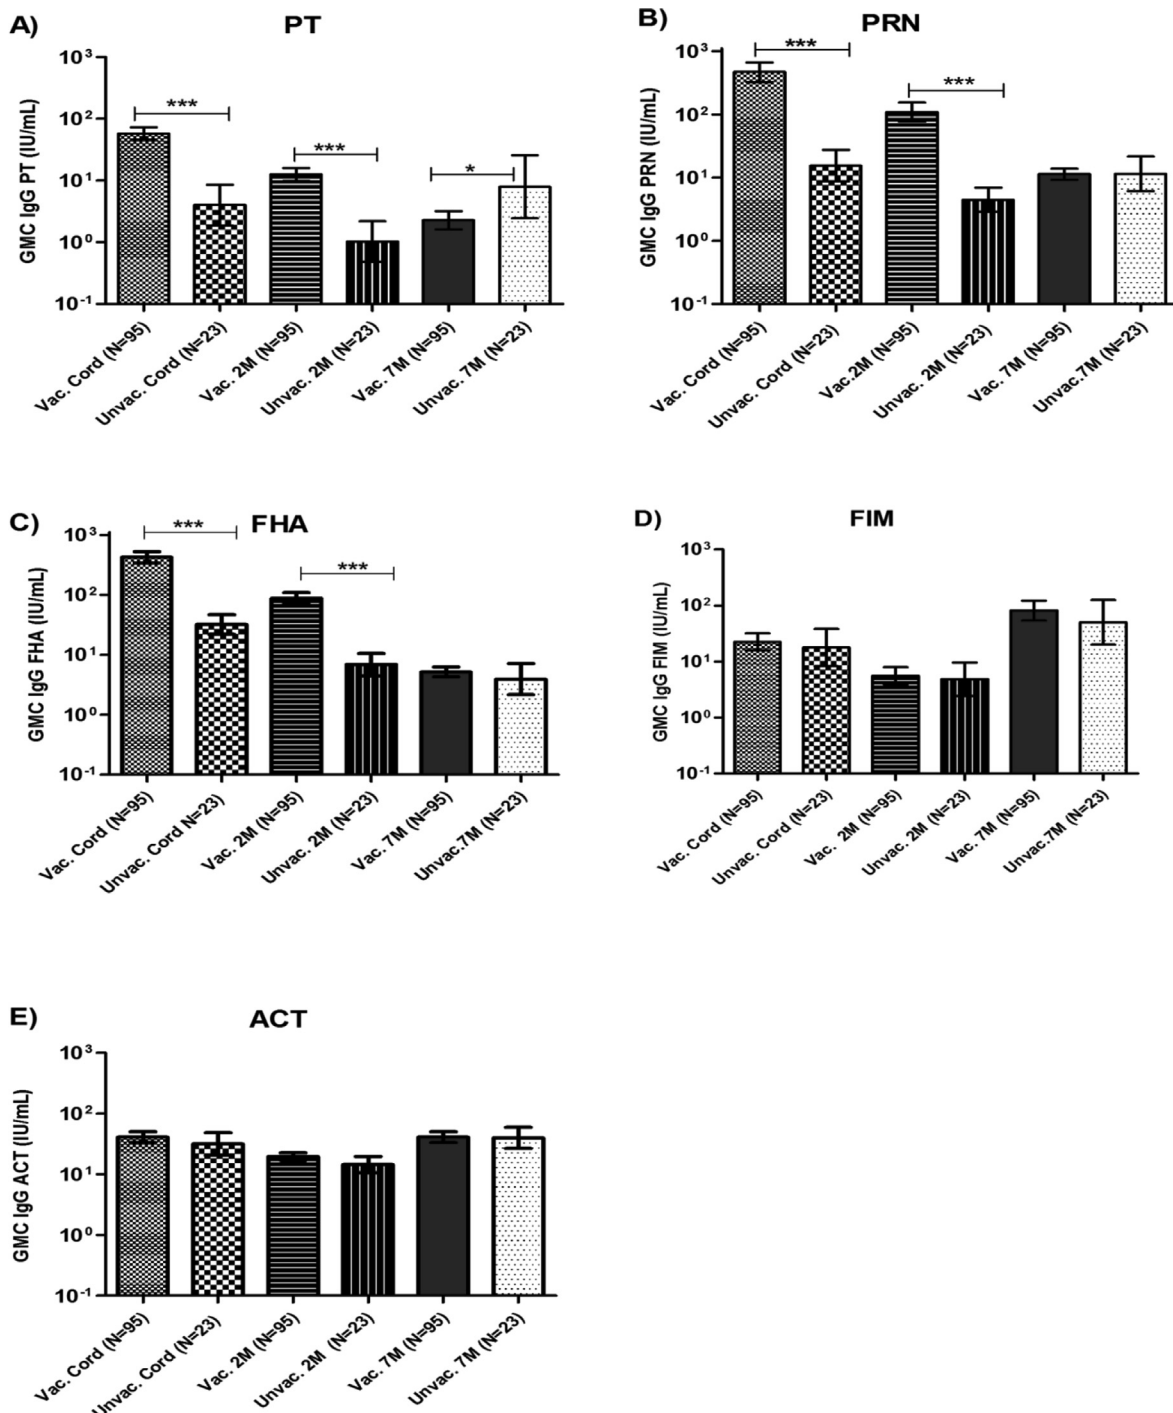 A) PT
GMC IgG PT (IU/mL)
10³
10²
10¹
10⁰
10⁻¹
***
***
*
Vac. Cord (N=95)
Unvac. Cord (N=23)
Vac. 2M (N=95)
Unvac. 2M (N=23)
Vac. 7M (N=95)
Unvac. 7M (N=23)
B) PRN
GMC IgG PRN (IU/mL)
10³
10²
10¹
10⁰
10⁻¹
***
***
Vac. Cord (N=95)
Unvac. Cord (N=23)
Vac.2M (N=95)
Unvac. 2M (N=23)
Vac. 7M (N=95)
Unvac.7M (N=23)
C) FHA
GMC IgG FHA (IU/mL)
10³
10²
10¹
10⁰
10⁻¹
***
***
Vac. Cord (N=95)
Unvac. Cord N=23)
Vac. 2M (N=95)
Unvac. 2M (N=23)
Vac. 7M (N=95)
Unvac.7M (N=23)
D) FIM
GMC IgG FIM (IU/mL)
10³
10²
10¹
10⁰
10⁻¹
Vac. Cord (N=95)
Unvac. Cord (N=23)
Vac. 2M (N=95)
Unvac. 2M (N=23)
Vac. 7M (N=95)
Unvac.7M (N=23)
E) ACT
GMC IgG ACT (IU/mL)
10³
10²
10¹
10⁰
10⁻¹
Vac. Cord (N=95)
Unvac. Cord (N=23)
Vac. 2M (N=95)
Unvac. 2M (N=23)
Vac. 7M (N=95)
Unvac. 7M (N=23)